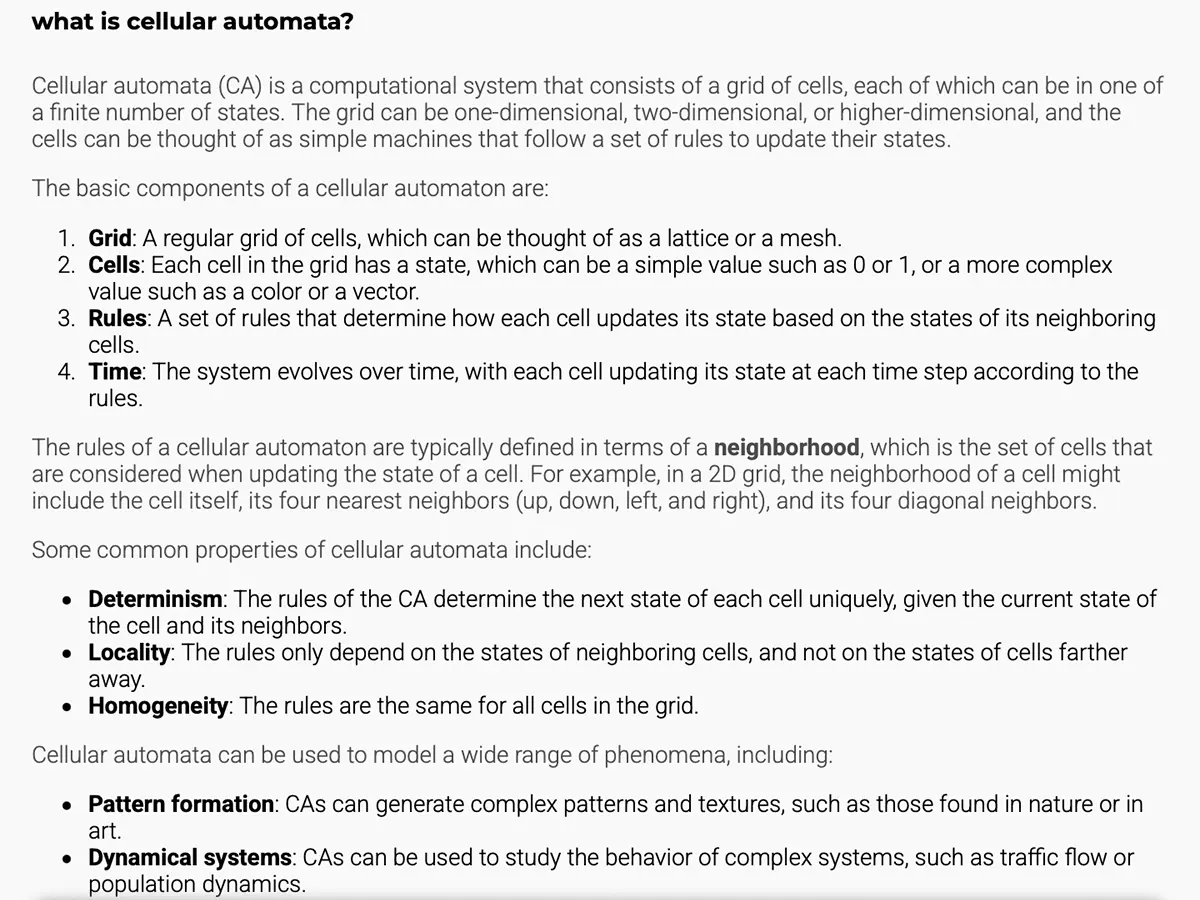 what is cellular automata?
Cellular automata (CA) is a computational system that consists of a grid of cells, each of which can be in one of
a finite number of states. The grid can be one-dimensional, two-dimensional, or higher-dimensional, and the
cells can be thought of as simple machines that follow a set of rules to update their states.
The basic components of a cellular automaton are:
1. Grid: A regular grid of cells, which can be thought of as a lattice or a mesh.
2. Cells: Each cell in the grid has a state, which can be a simple value such as 0 or 1, or a more complex
value such as a color or a vector.
3. Rules: A set of rules that determine how each cell updates its state based on the states of its neighboring
cells.
4. Time: The system evolves over time, with each cell updating its state at each time step according to the
rules.
The rules of a cellular automaton are typically defined in terms of a neighborhood, which is the set of cells that
are considered when updating the state of a cell. For example, in a 2D grid, the neighborhood of a cell might
include the cell itself, its four nearest neighbors (up, down, left, and right), and its four diagonal neighbors.
Some common properties of cellular automata include:
• Determinism: The rules of the CA determine the next state of each cell uniquely, given the current state of
the cell and its neighbors.
• Locality: The rules only depend on the states of neighboring cells, and not on the states of cells farther
away.
• Homogeneity: The rules are the same for all cells in the grid.
Cellular automata can be used to model a wide range of phenomena, including:
• Pattern formation: CAs can generate complex patterns and textures, such as those found in nature or in
art.
• Dynamical systems: CAs can be used to study the behavior of complex systems, such as traffic flow or
population dynamics.